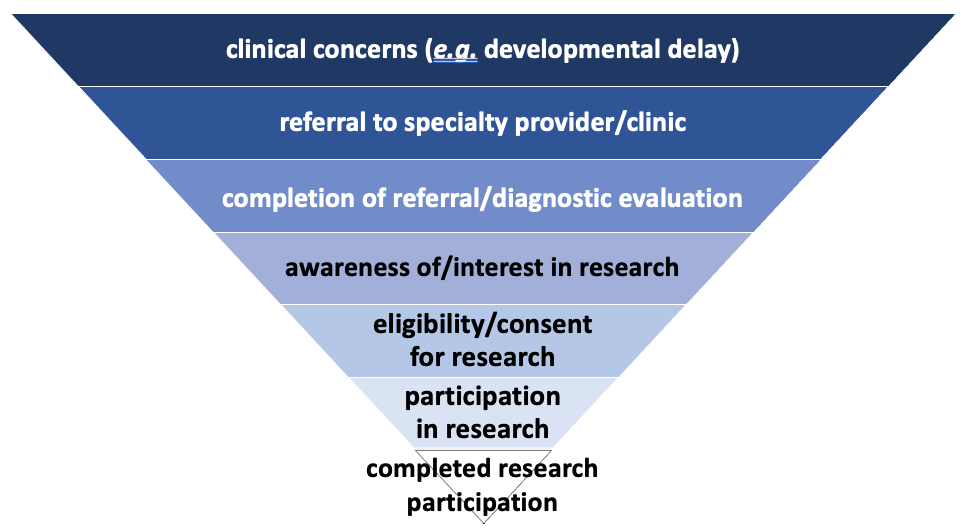 clinical concerns (e.g. developmental delay)
referral to specialty provider/clinic
completion of referral/diagnostic evaluation
awareness of/interest in research
eligibility/consent
for research
participation
in research
completed research
participation